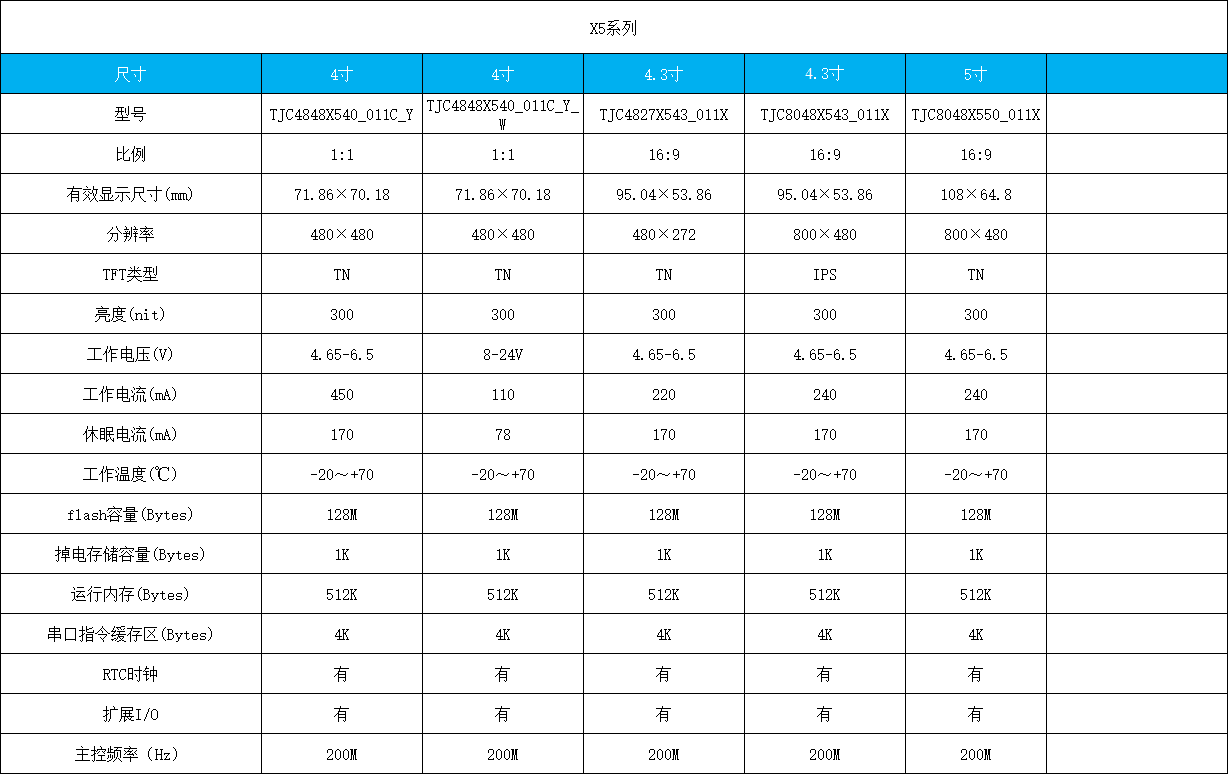 X5系列
尺寸 4寸 4寸 4.3寸 4.3寸 5寸
型号 TJC4848X540_011C_Y TJC4848X540_011C_Y_W TJC4827X543_011X TJC8048X543_011X TJC8048X550_011X
比例 1:1 1:1 16:9 16:9 16:9
有效显示尺寸(mm) 71.86×70.18 71.86×70.18 95.04×53.86 95.04×53.86 108×64.8
分辨率 480×480 480×480 480×272 800×480 800×480
TFT类型 TN TN TN IPS TN
亮度(nit) 300 300 300 300 300
工作电压(V) 4.65-6.5 8-24V 4.65-6.5 4.65-6.5 4.65-6.5
工作电流(mA) 450 110 220 240 240
休眠电流(mA) 170 78 170 170 170
工作温度(℃) -20～+70 -20～+70 -20～+70 -20～+70 -20～+70
flash容量(Bytes) 128M 128M 128M 128M 128M
掉电存储容量(Bytes) 1K 1K 1K 1K 1K
运行内存(Bytes) 512K 512K 512K 512K 512K
串口指令缓存区(Bytes) 4K 4K 4K 4K 4K
RTC时钟 有 有 有 有 有
扩展I/O 有 有 有 有 有
主控频率（Hz） 200M 200M 200M 200M 200M